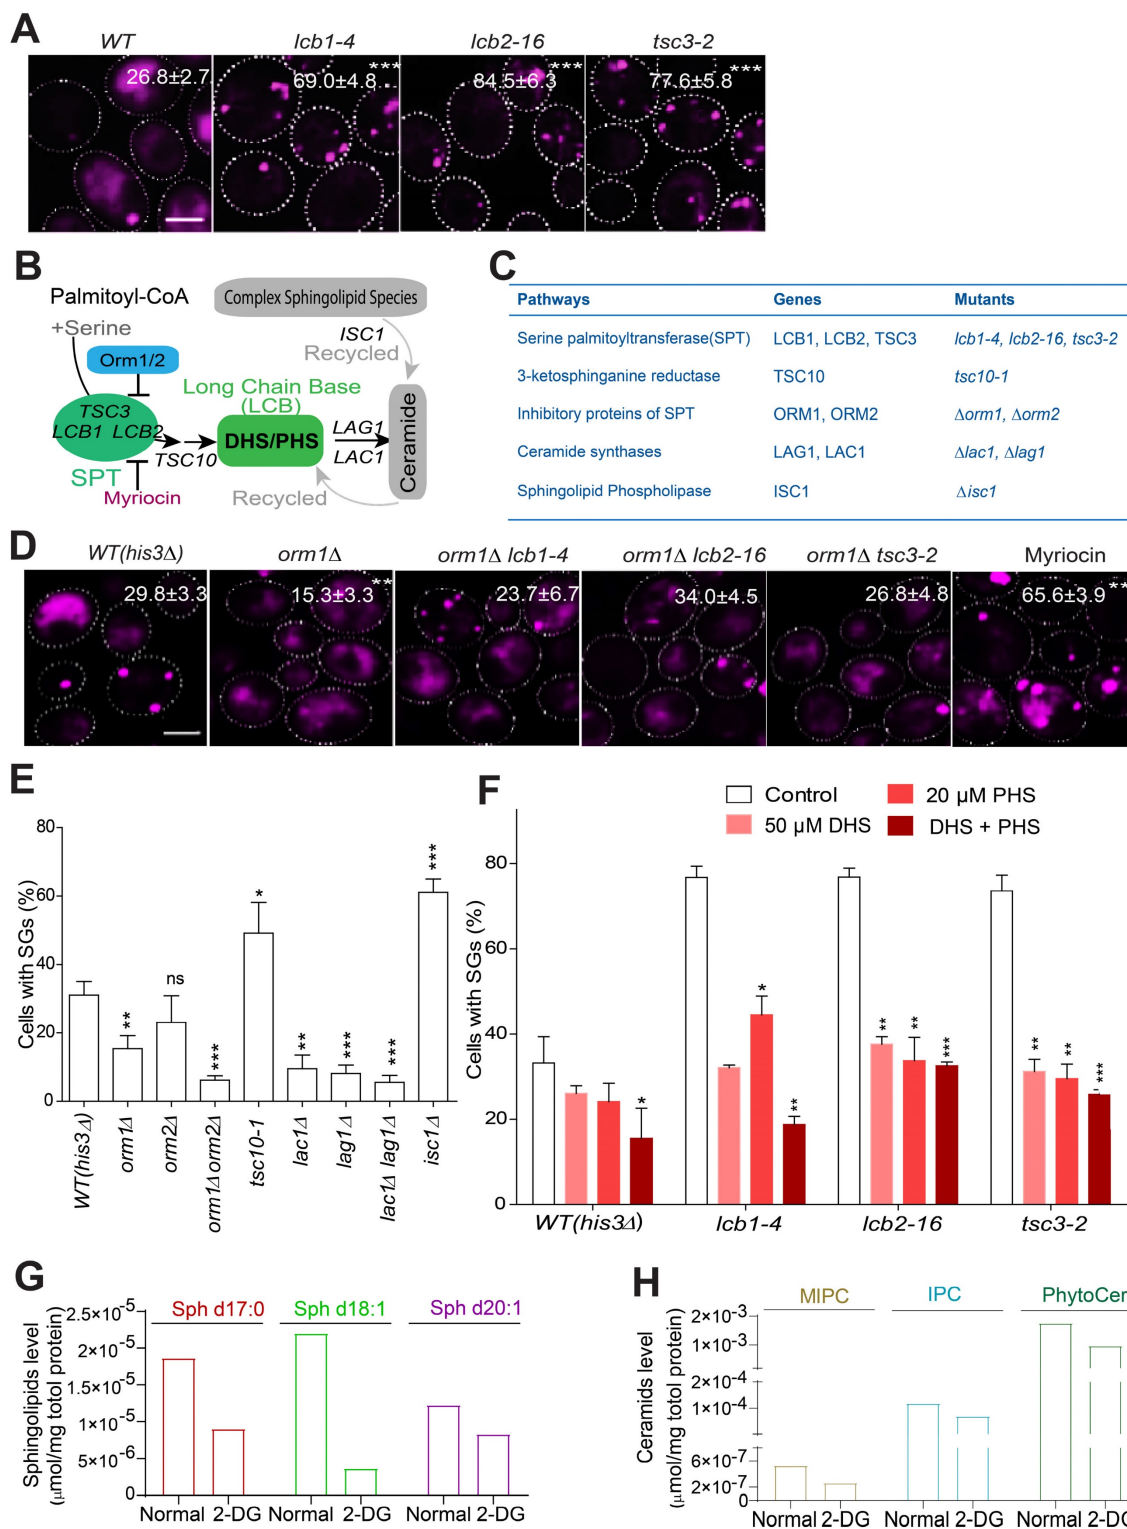 A
WT
lcb1-4
lcb2-16
tsc3-2
26.8±2.7
69.0±4.8
***
84.5±6.3
***
77.6±5.8
***
B
Palmitoyl-CoA
+Serine
Orm1/2
TSC3
LCB1 LCB2
SPT
Myriocin
TSC10
Long Chain Base
(LCB)
DHS/PHS
Complex Sphingolipid Species
ISC1
Recycled
LAG1
LAC1
Ceramide
Recycled
C
Pathways Genes Mutants
Serine palmitoyltransferase(SPT) LCB1, LCB2, TSC3 lcb1-4, lcb2-16, tsc3-2
3-ketosphinganine reductase TSC10 tsc10-1
Inhibitory proteins of SPT ORM1, ORM2 Δorm1, Δorm2
Ceramide synthases LAG1, LAC1 Δlac1, Δlag1
Sphingolipid Phospholipase ISC1 Δisc1
D
WT(his3Δ)
orm1Δ
orm1Δ lcb1-4
orm1Δ lcb2-16
orm1Δ tsc3-2
Myriocin
29.8±3.3
15.3±3.3
**
23.7±6.7
34.0±4.5
26.8±4.8
65.6±3.9
**
E
Cells with SGs (%)
80
60
40
20
0
**
ns
***
*
**
***
***
***
WT(his3Δ)
orm1Δ
orm2Δ
orm1Δ orm2Δ
tsc10-1
lac1Δ
lag1Δ
lac1Δ lag1Δ
isc1Δ
F
Control
50 µM DHS
20 µM PHS
DHS + PHS
Cells with SGs (%)
80
60
40
20
0
*
*
**
**
**
***
**
**
***
WT(his3Δ)
lcb1-4
lcb2-16
tsc3-2
G
Sphingolipids level
(µmol/mg totol protein)
2.5×10-5
2×10-5
1.5×10-5
1×10-5
5×10-6
0
Sph d17:0
Sph d18:1
Sph d20:1
Normal 2-DG Normal 2-DG Normal 2-DG
H
Ceramids level
(µmol/mg totol protein)
2×10-3
1×10-3
2×10-4
1×10-4
6×10-7
2×10-7
0
MIPC
IPC
PhytoCer
Normal 2-DG Normal 2-DG Normal 2-DG